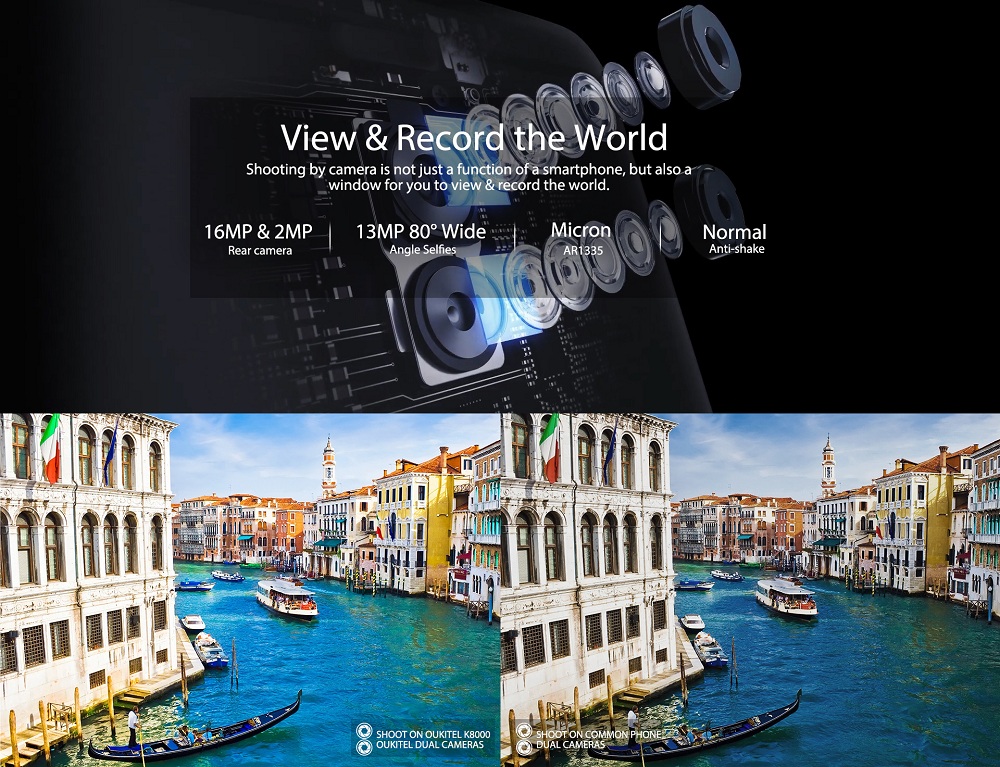 View & Record the World
Shooting by camera is not just a function of a smartphone, but also a
window for you to view & record the world.
16MP & 2MP
Rear camera
13MP 80° Wide
Angle Selfies
Micron
AR1335
Normal
Anti-shake
SHOOT ON OUKITEL K8000
OUKITEL DUAL CAMERAS
SHOOT ON COMMON PHONE
DUAL CAMERAS